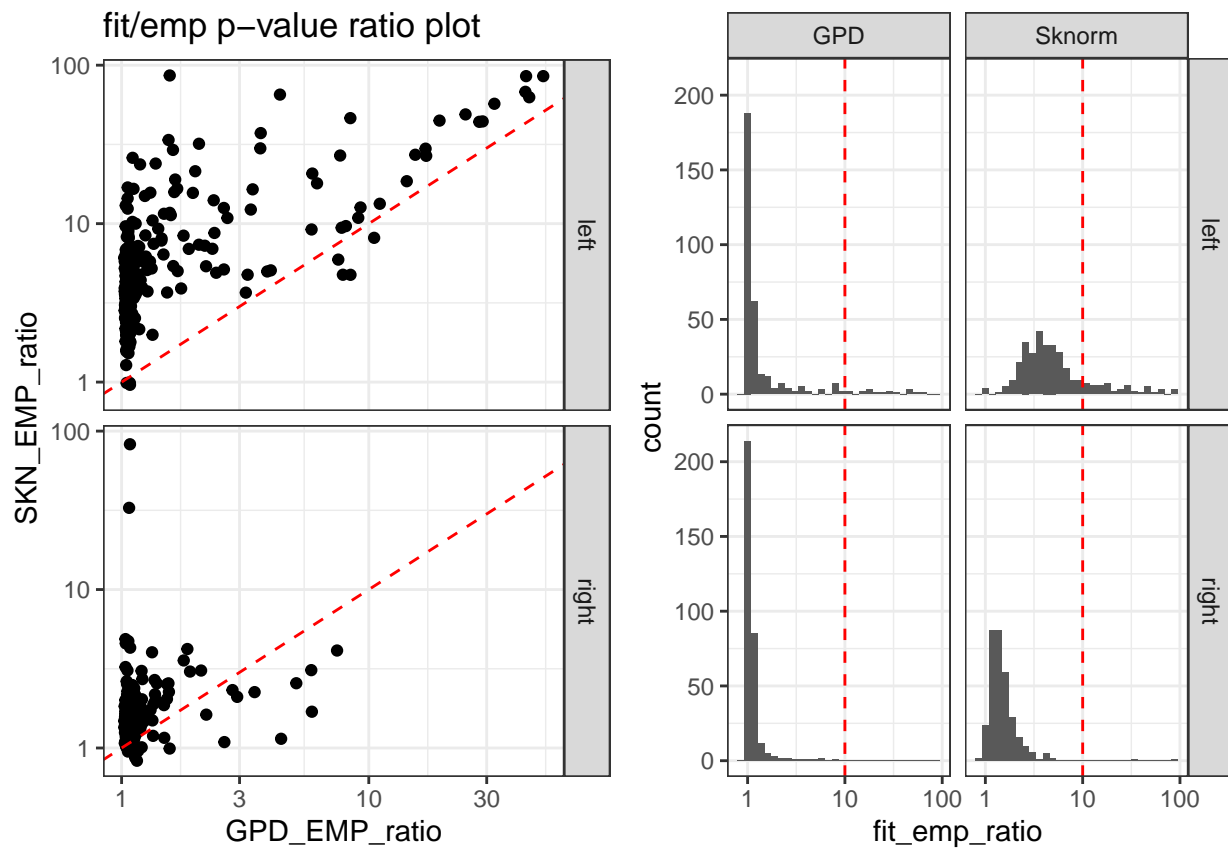 fit/emp p−value ratio plot
SKN_EMP_ratio
100
10
1
left
100
10
1
right
1 3 10 30
GPD_EMP_ratio
GPD Sknorm
count
200
150
100
50
0
left
200
150
100
50
0
right
1 10 100 1 10 100
fit_emp_ratio